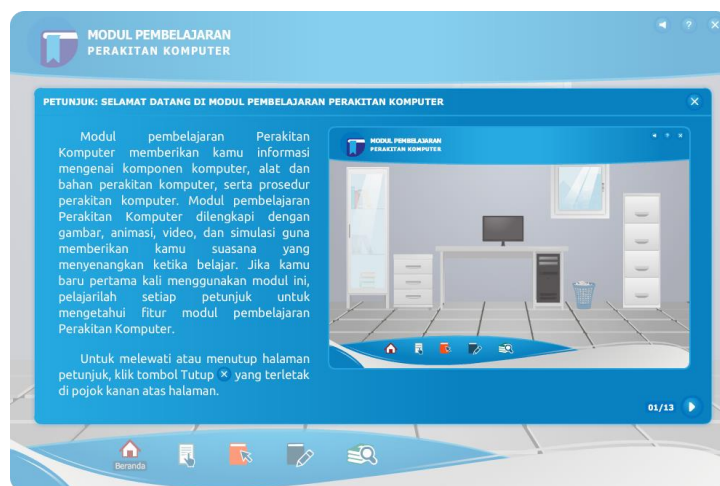 MODUL PEMBELAJARAN
PERAKITAN KOMPUTER
?
PETUNJUK: SELAMAT DATANG DI MODUL PEMBELAJARAN PERAKITAN KOMPUTER
Modul pembelajaran Perakitan
Komputer memberikan kamu informasi
mengenai komponen komputer, alat dan
bahan perakitan komputer, serta prosedur
perakitan komputer. Modul pembelajaran
Perakitan Komputer dilengkapi dengan
gambar, animasi, video, dan simulasi guna
memberikan kamu suasana yang
menyenangkan ketika belajar. Jika kamu
baru pertama kali menggunakan modul ini,
pelajarilah setiap petunjuk untuk
mengetahui fitur modul pembelajaran
Perakitan Komputer.
Untuk melewati atau menutup halaman
petunjuk, klik tombol Tutup × yang terletak
di pojok kanan atas halaman.
MODUL PEMBELAJARAN
PERAKITAN KOMPUTER
?
01/13
Beranda